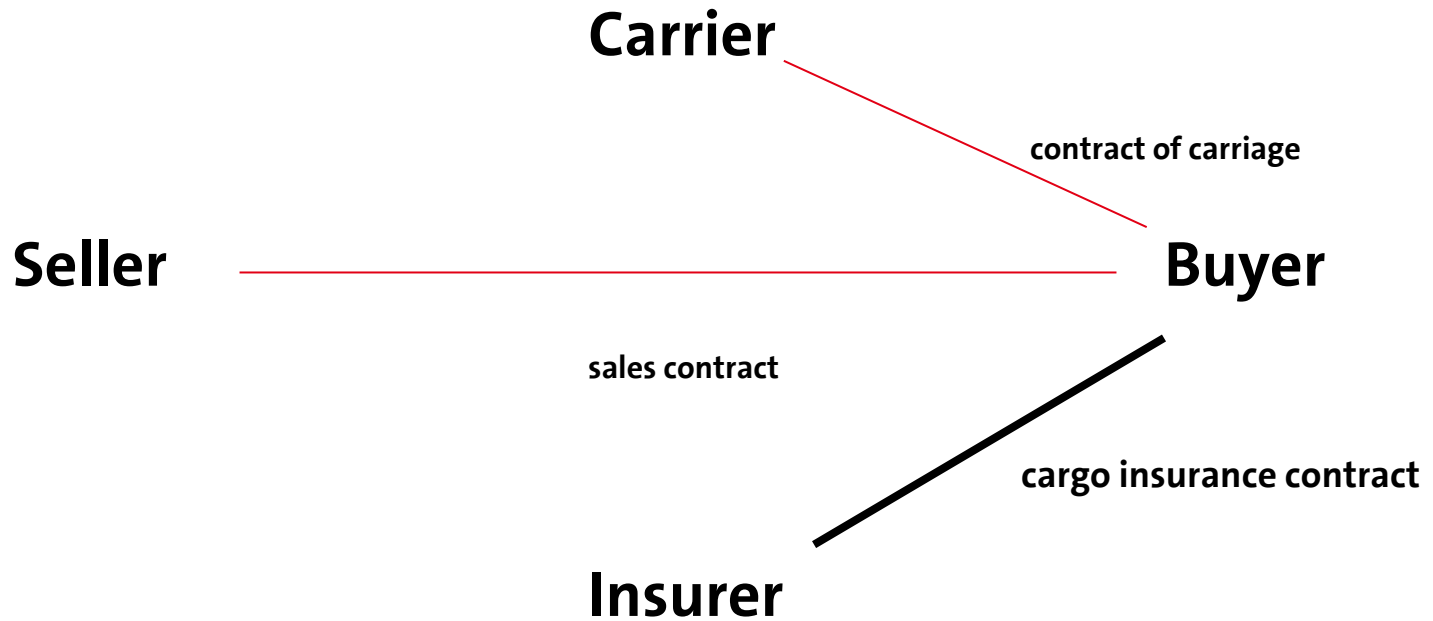 Carrier
contract of carriage
Seller
Buyer
sales contract
cargo insurance contract
Insurer